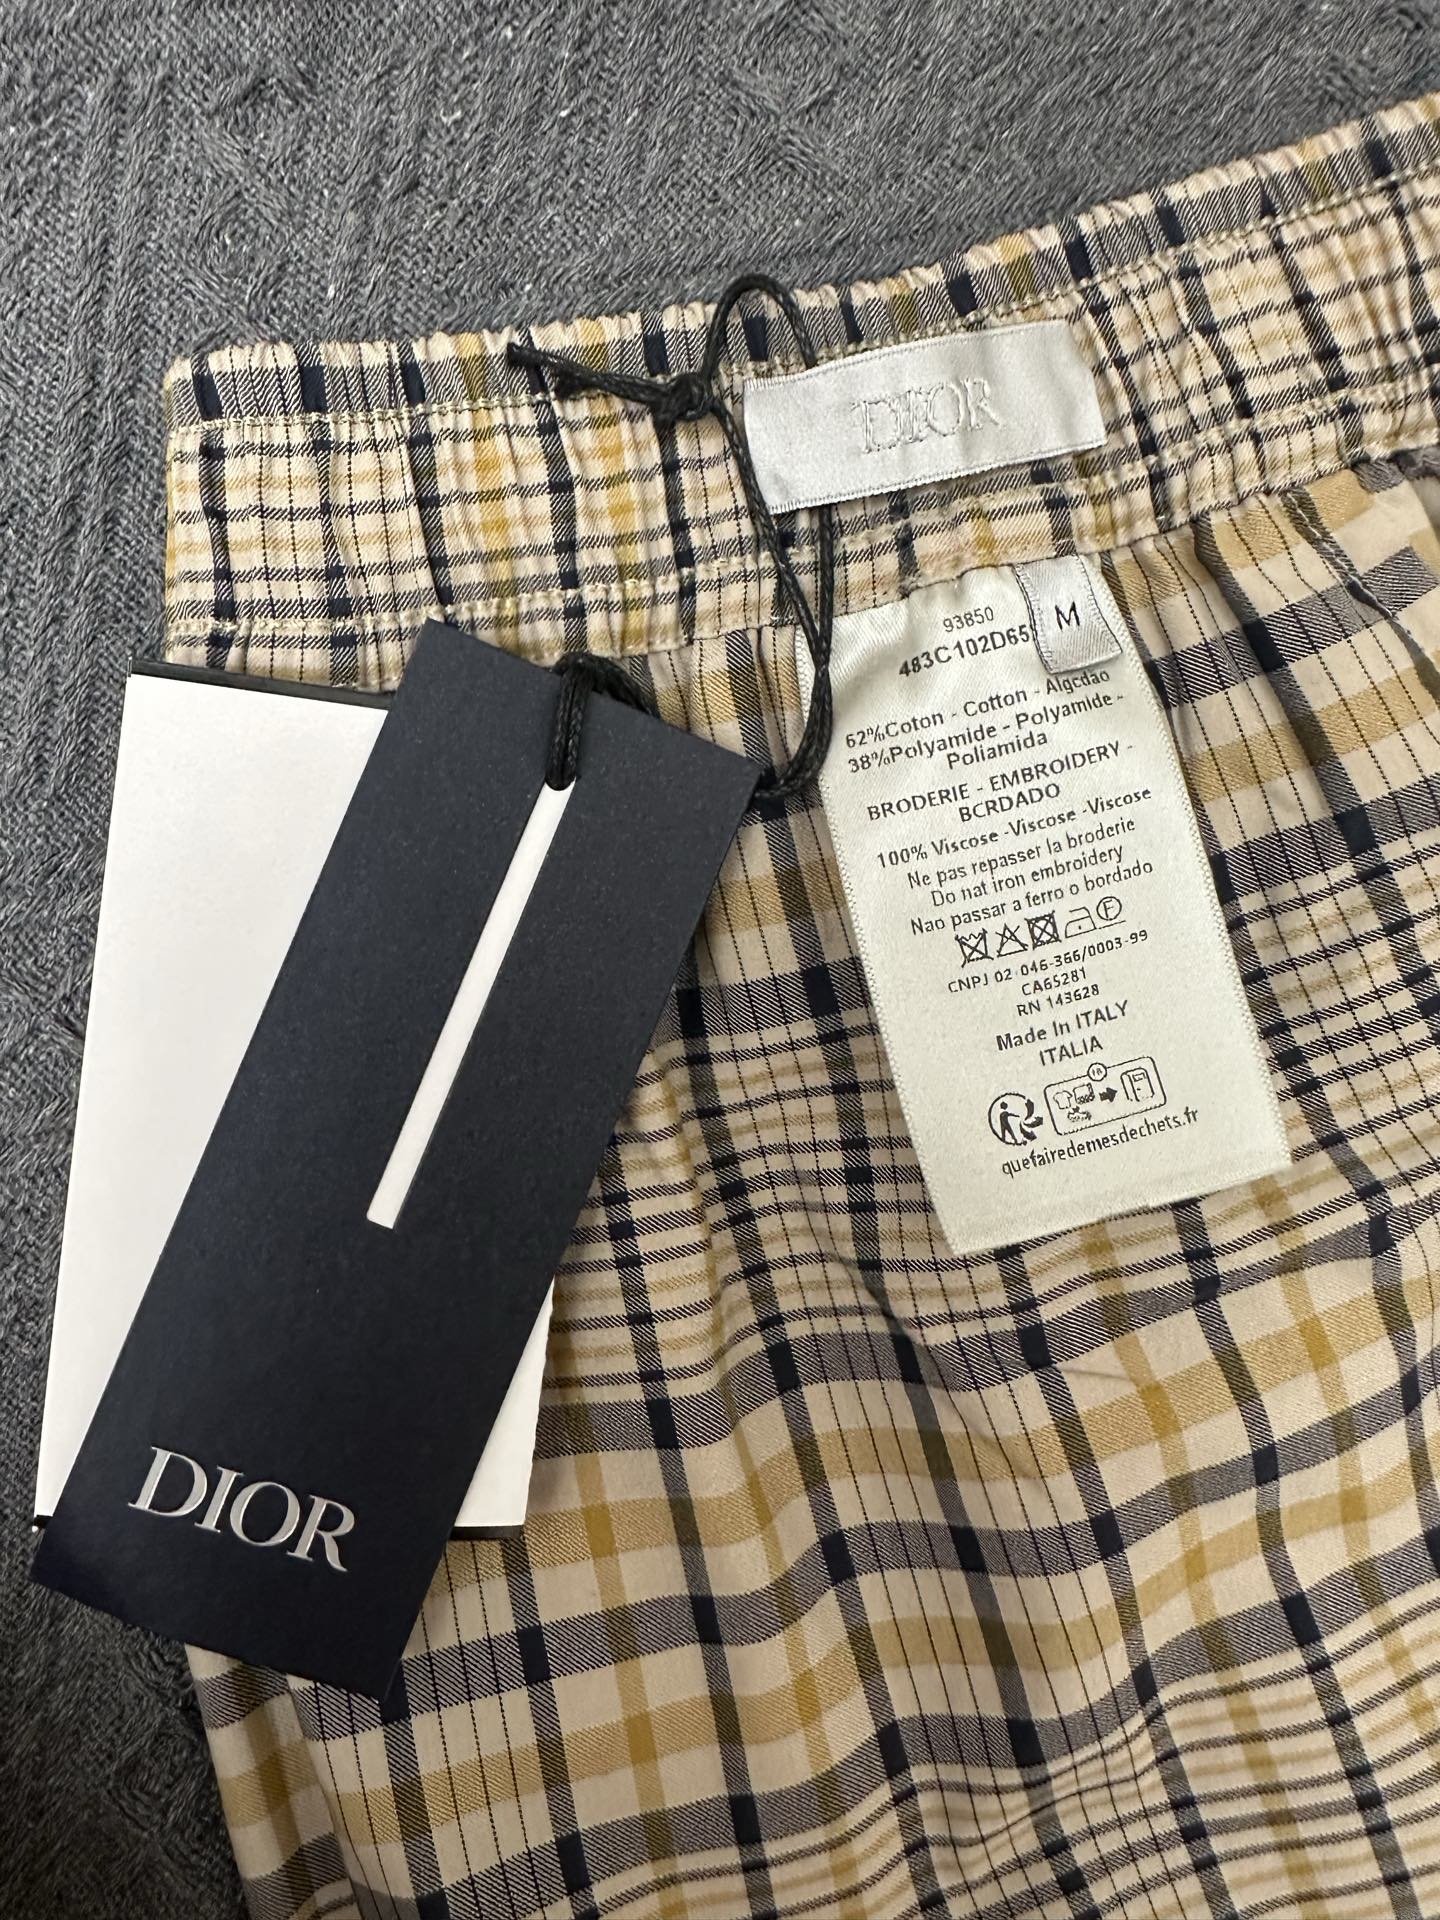 DIOR
M
93850
483C102D65
62%Coton - Cotton - Algcdao
38%Polyamide - Polyamide -
Poliamida
BRODERIE - EMBROIDERY -
BCRDADO
100% Viscose -Viscose -Viscose
Ne pas repasser la broderie
Do nat iron embroidery
Nao passar a ferro o bordado
F
CNPJ 02 046-366/0003-99
CA65281
RN 143628
Made In ITALY
ITALIA
FR
quefairedemesdechets.fr
DIOR